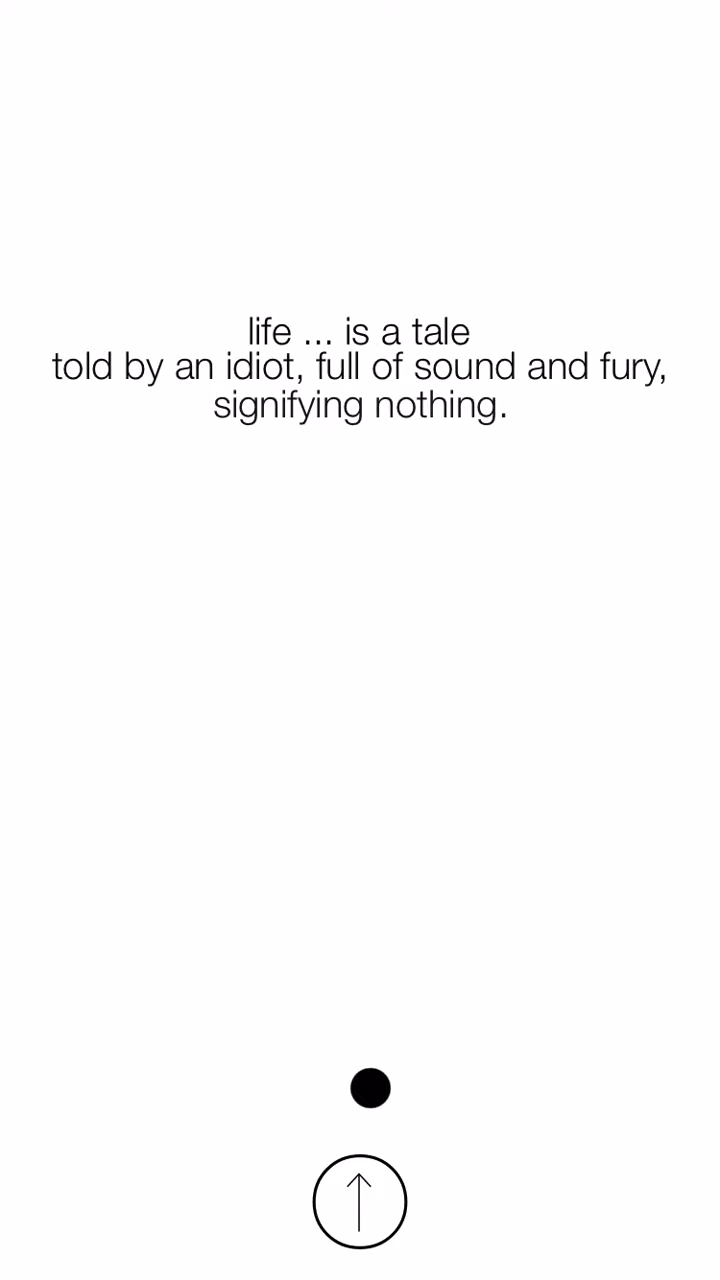 life ... is a tale
told by an idiot, full of sound and fury,
signifying nothing.